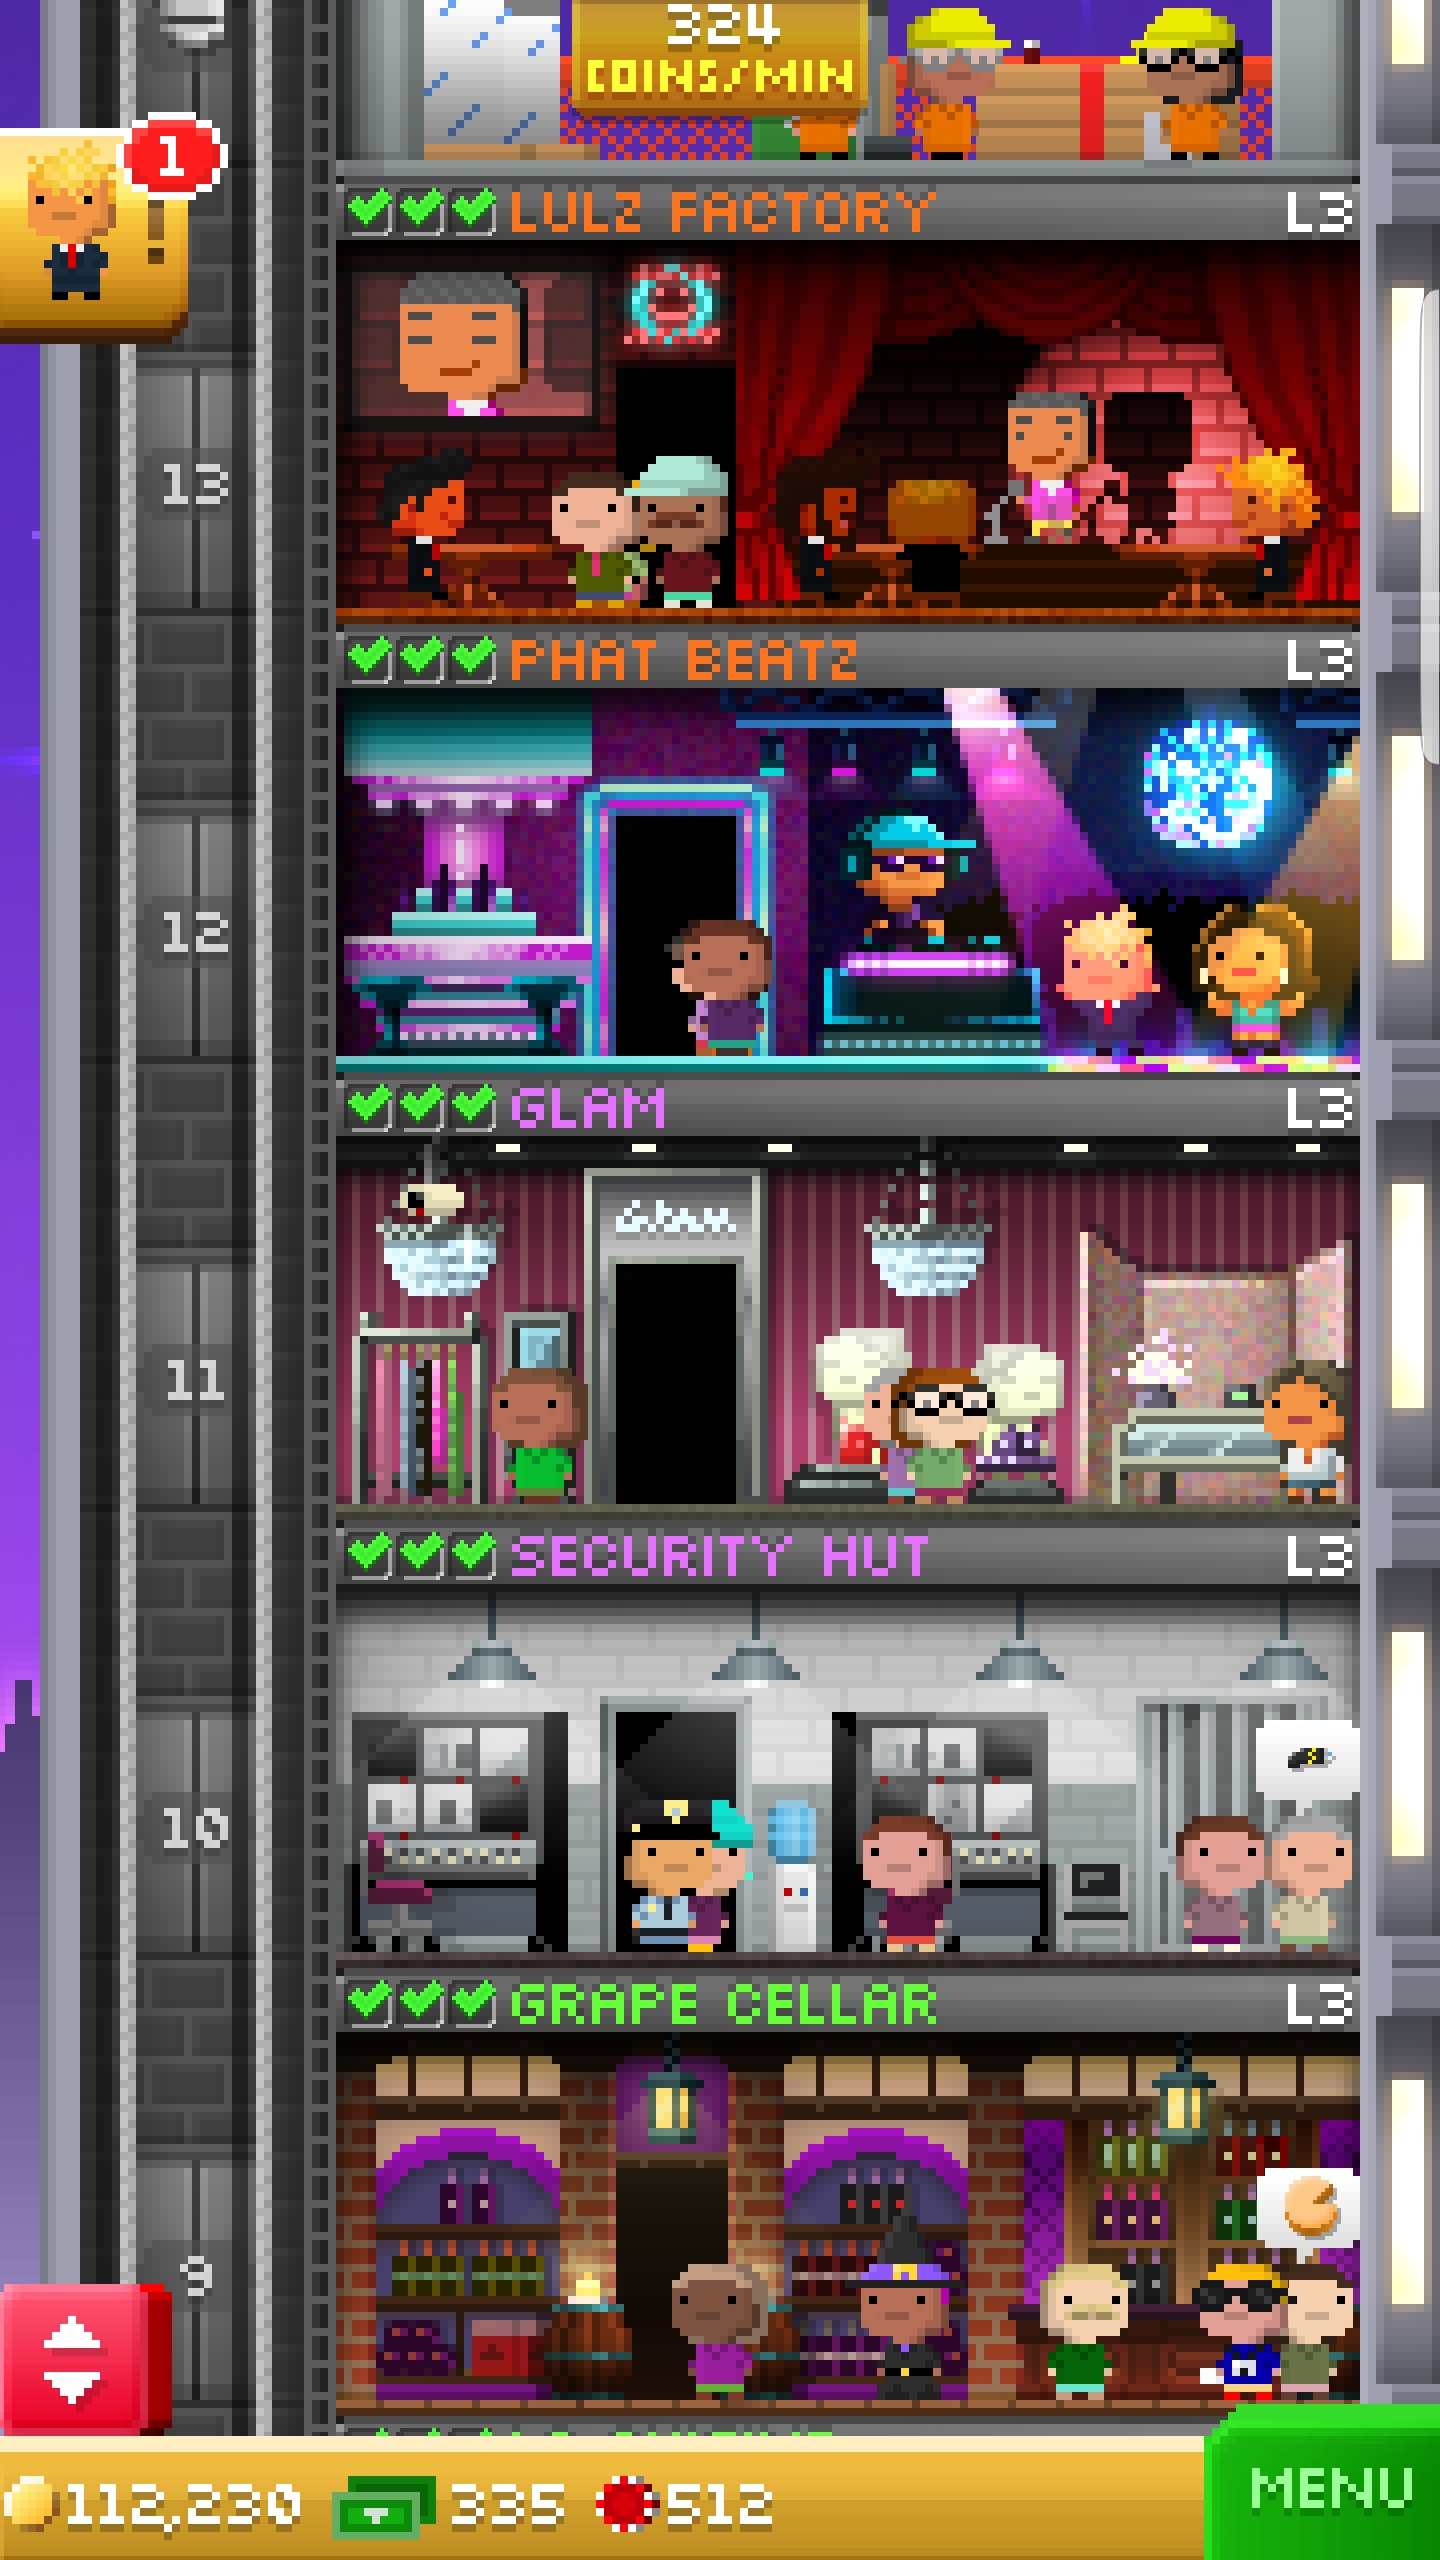 324
COINS/MIN
1
!
LULZ FACTORY L3
13
PHAT BEATZ L3
12
GLAM L3
Glam
11
SECURITY HUT L3
10
GRAPE CELLAR L3
9
112,230 335 512
MENU